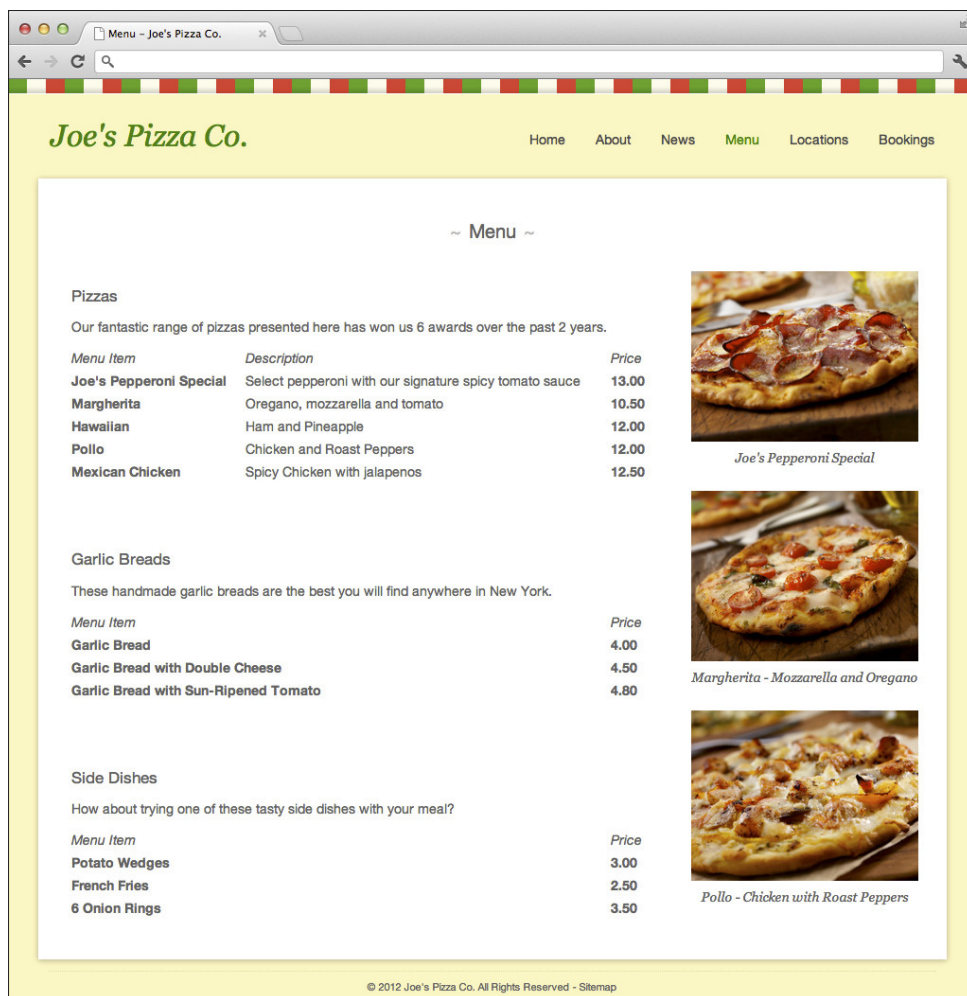 Menu – Joe's Pizza Co.
Joe's Pizza Co.
Home About News Menu Locations Bookings
~ Menu ~
Pizzas
Our fantastic range of pizzas presented here has won us 6 awards over the past 2 years.
Menu Item Description Price
Joe's Pepperoni Special Select pepperoni with our signature spicy tomato sauce 13.00
Margherita Oregano, mozzarella and tomato 10.50
Hawaiian Ham and Pineapple 12.00
Pollo Chicken and Roast Peppers 12.00
Mexican Chicken Spicy Chicken with jalapenos 12.50
Joe's Pepperoni Special
Garlic Breads
These handmade garlic breads are the best you will find anywhere in New York.
Menu Item Price
Garlic Bread 4.00
Garlic Bread with Double Cheese 4.50
Garlic Bread with Sun-Ripened Tomato 4.80
Margherita - Mozzarella and Oregano
Side Dishes
How about trying one of these tasty side dishes with your meal?
Menu Item Price
Potato Wedges 3.00
French Fries 2.50
6 Onion Rings 3.50
Pollo - Chicken with Roast Peppers
© 2012 Joe's Pizza Co. All Rights Reserved - Sitemap